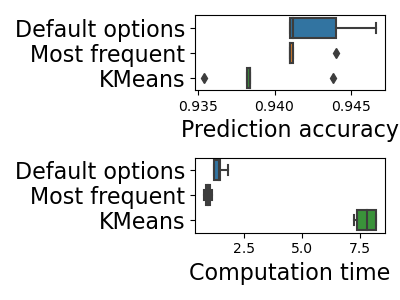 Default options
Most frequent
KMeans
0.935 0.940 0.945
Prediction accuracy
Default options
Most frequent
KMeans
2.5 5.0 7.5
Computation time